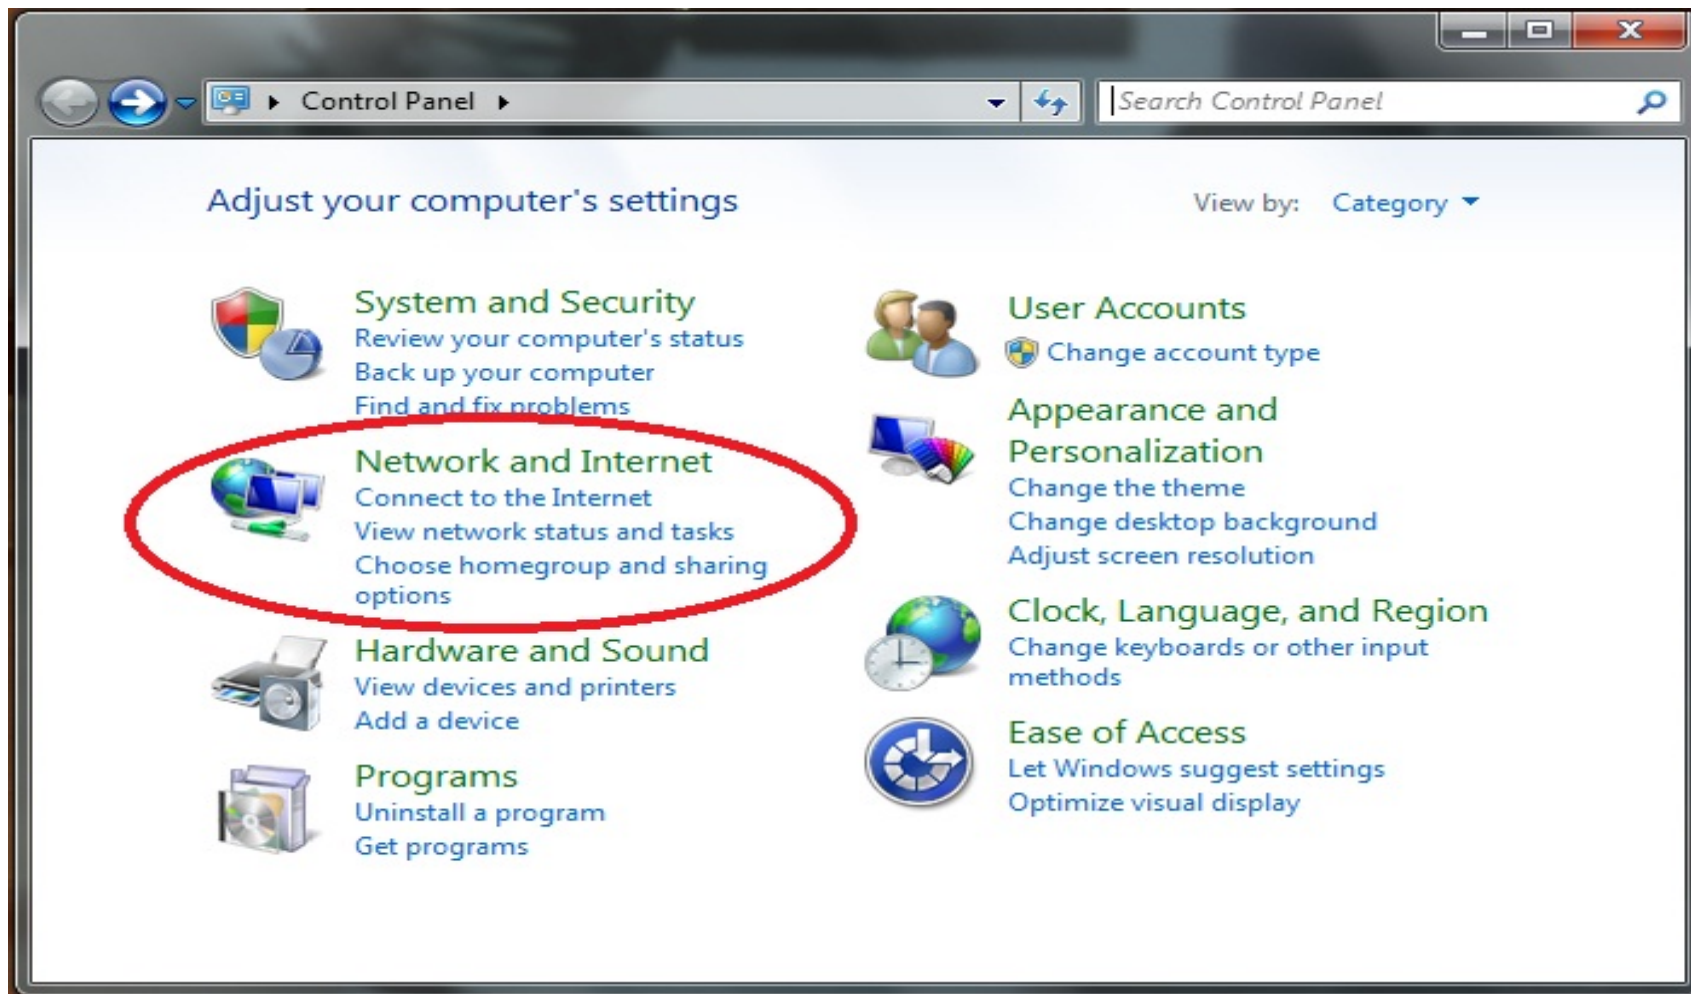 Control Panel
Search Control Panel
Adjust your computer's settings
View by: Category
System and Security
Review your computer's status
Back up your computer
Find and fix problems
Network and Internet
Connect to the Internet
View network status and tasks
Choose homegroup and sharing
options
Hardware and Sound
View devices and printers
Add a device
Programs
Uninstall a program
Get programs
User Accounts
Change account type
Appearance and
Personalization
Change the theme
Change desktop background
Adjust screen resolution
Clock, Language, and Region
Change keyboards or other input
methods
Ease of Access
Let Windows suggest settings
Optimize visual display